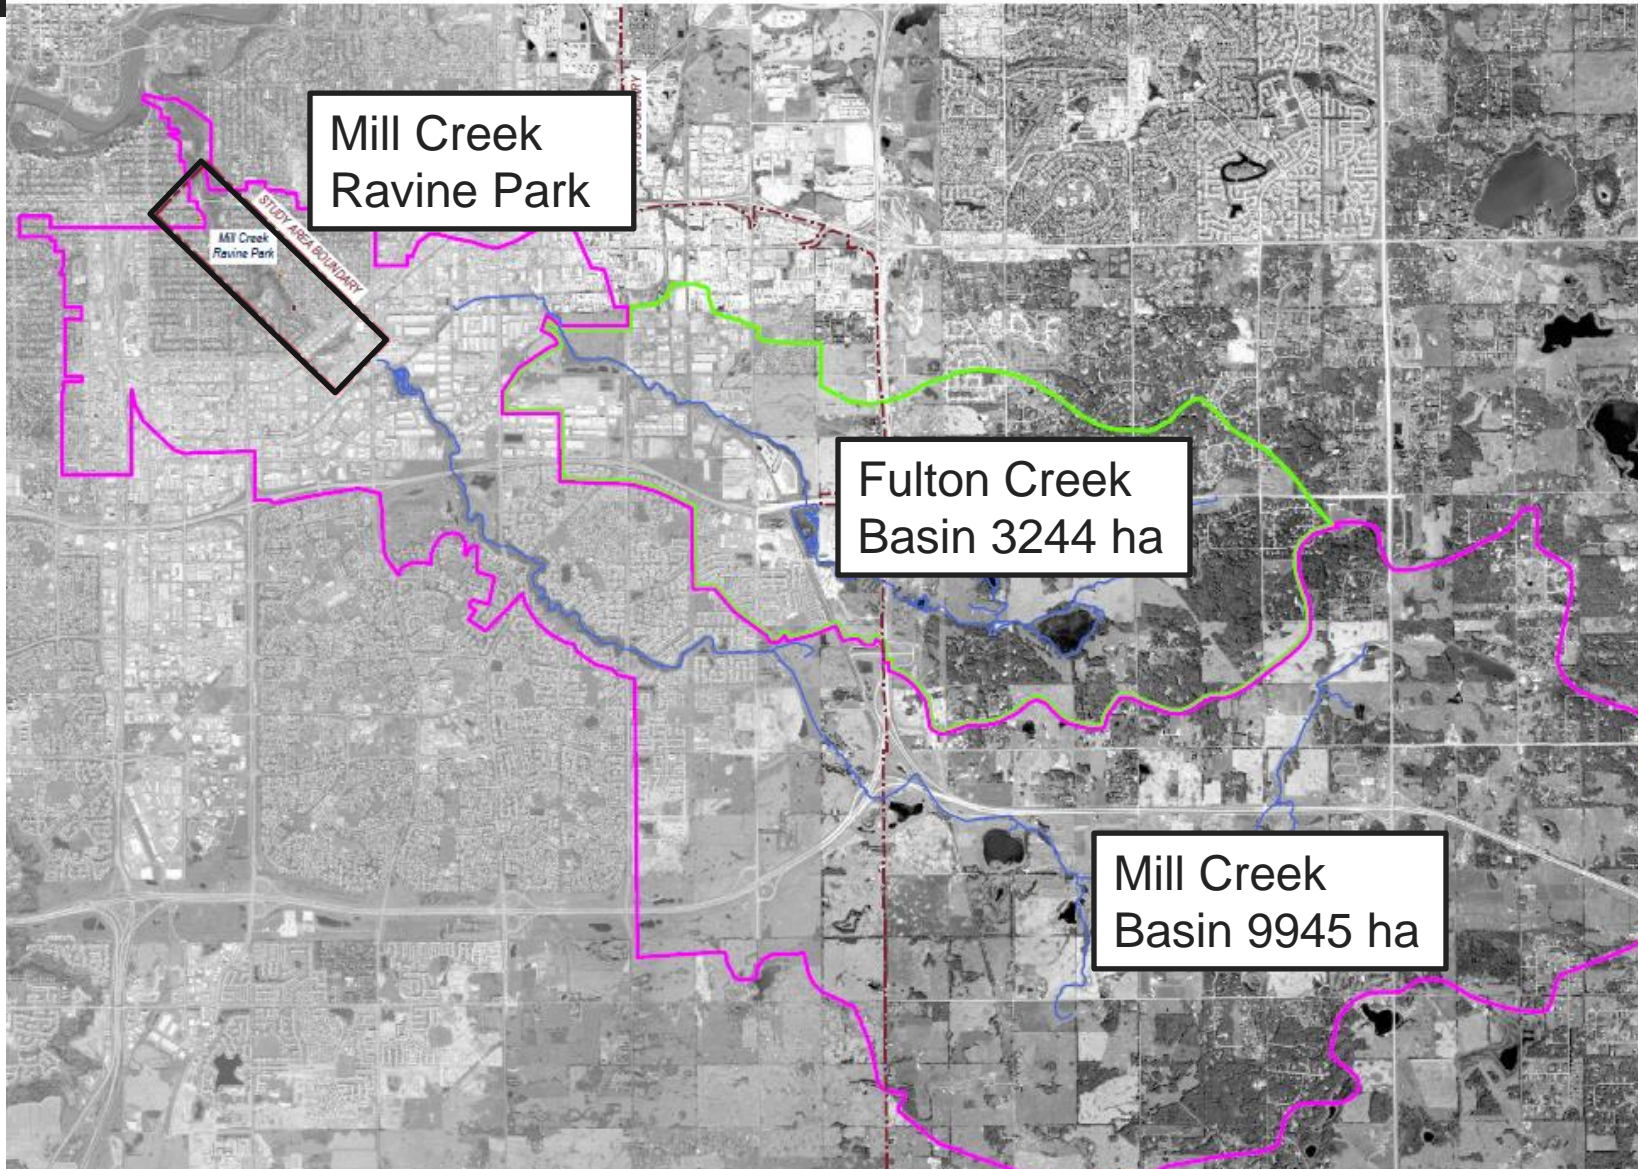 Mill Creek
Ravine Park
BOUNDARY
STUDY AREA BOUNDARY
Mill Creek
Ravine Park
Fulton Creek
Basin 3244 ha
Mill Creek
Basin 9945 ha